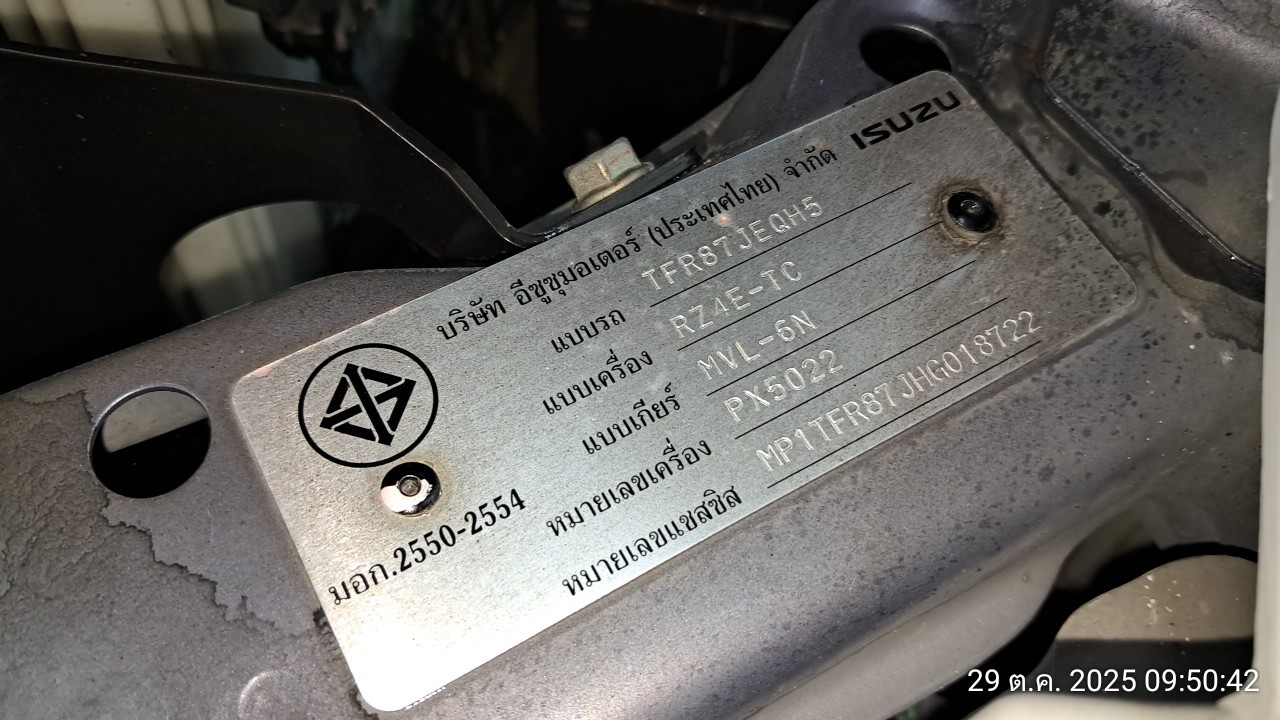 ISUZU
บริษัท อีซูซุมอเตอร์ (ประเทศไทย) จำกัด
แบบรถ TFR87JEQH5
แบบเครื่อง RZ4E-TC
แบบเกียร์ MVL-6N
หมายเลขเครื่อง PX5022
หมายเลขแชสซิส MP1TFR87JHG018722
มอก.2550-2554
29 ต.ค. 2025 09:50:42